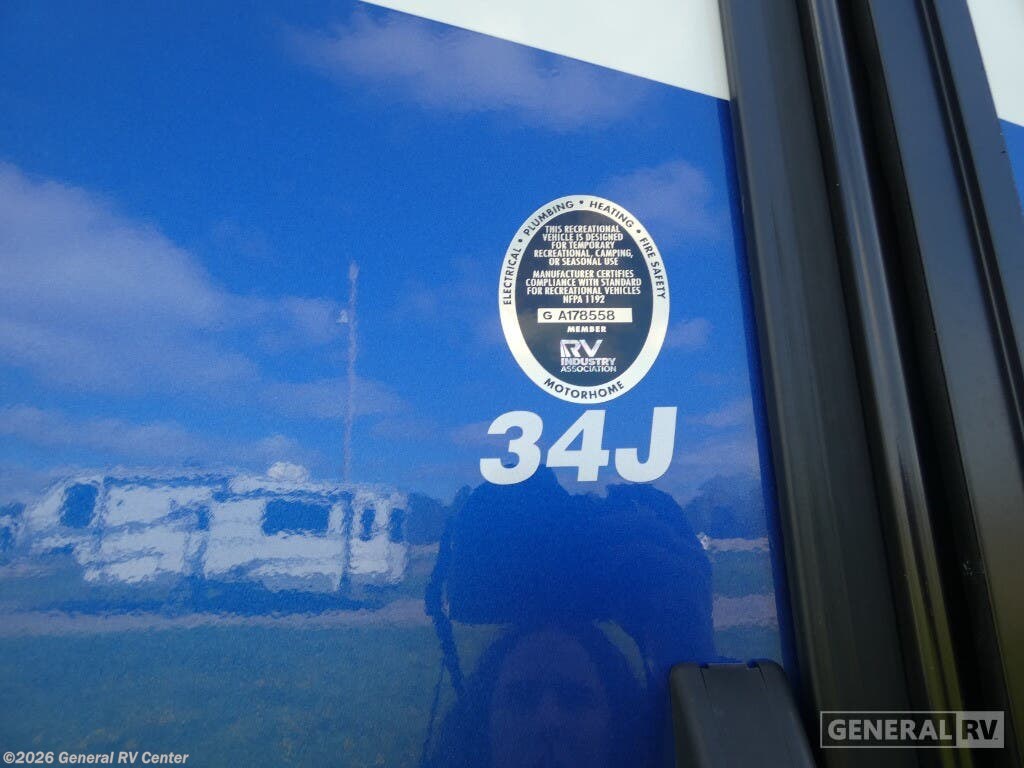 ELECTRICAL • PLUMBING • HEATING • FIRE SAFETY
THIS RECREATIONAL
VEHICLE IS DESIGNED
FOR TEMPORARY
RECREATIONAL, CAMPING,
OR SEASONAL USE
MANUFACTURER CERTIFIES
COMPLIANCE WITH STANDARD
FOR RECREATIONAL VEHICLES
NFPA 1192
G A178558
MEMBER
RV
INDUSTRY
ASSOCIATION
MOTORHOME
34J
GENERAL RV
©2026 General RV Center